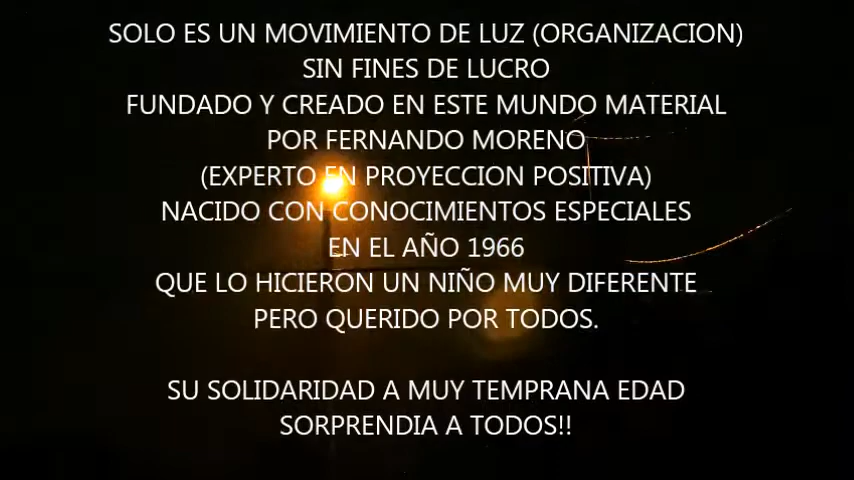 SOLO ES UN MOVIMIENTO DE LUZ (ORGANIZACION)
SIN FINES DE LUCRO
FUNDADO Y CREADO EN ESTE MUNDO MATERIAL
POR FERNANDO MORENO
(EXPERTO EN PROYECCION POSITIVA)
NACIDO CON CONOCIMIENTOS ESPECIALES
EN EL AÑO 1966
QUE LO HICIERON UN NIÑO MUY DIFERENTE
PERO QUERIDO POR TODOS.
SU SOLIDARIDAD A MUY TEMPRANA EDAD
SORPRENDIA A TODOS!!